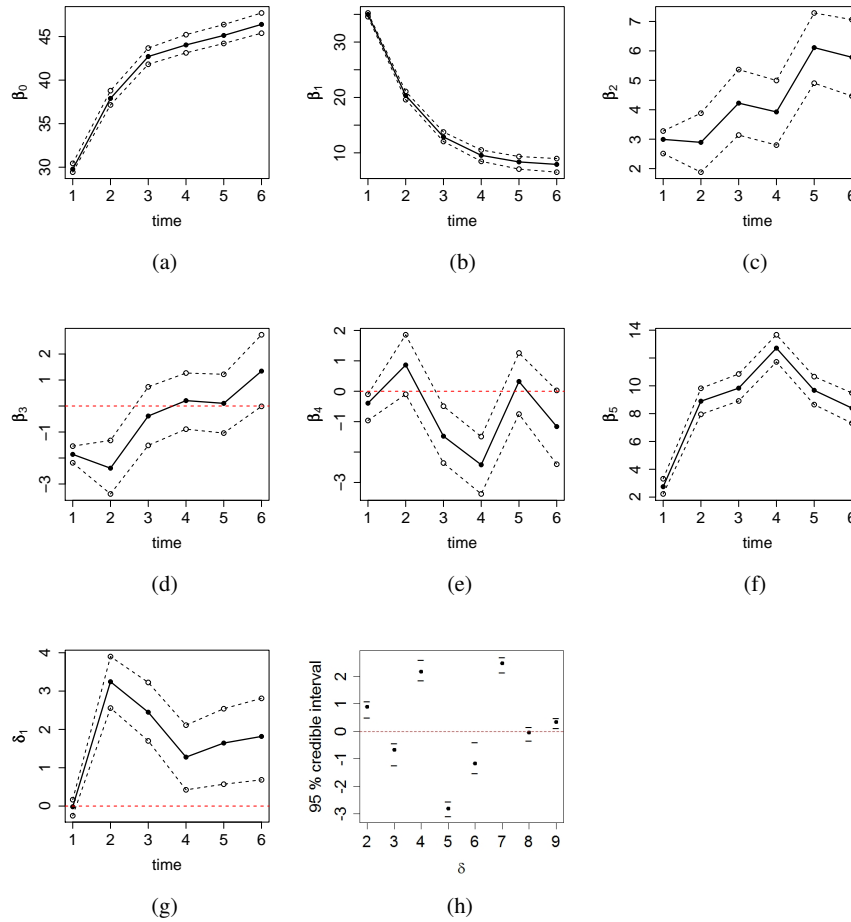 β0
30 35 40 45
1 2 3 4 5 6
time
(a)
β1
10 20 30
1 2 3 4 5 6
time
(b)
β2
2 3 4 5 6 7
1 2 3 4 5 6
time
(c)
β3
−3 −1 1 2
1 2 3 4 5 6
time
(d)
β4
−3 −1 0 1 2
1 2 3 4 5 6
time
(e)
β5
2 4 6 8 10 14
1 2 3 4 5 6
time
(f)
δ1
0 1 2 3 4
1 2 3 4 5 6
time
(g)
95 % credible interval
-3 -2 -1 0 1 2
2 3 4 5 6 7 8 9
δ
(h)